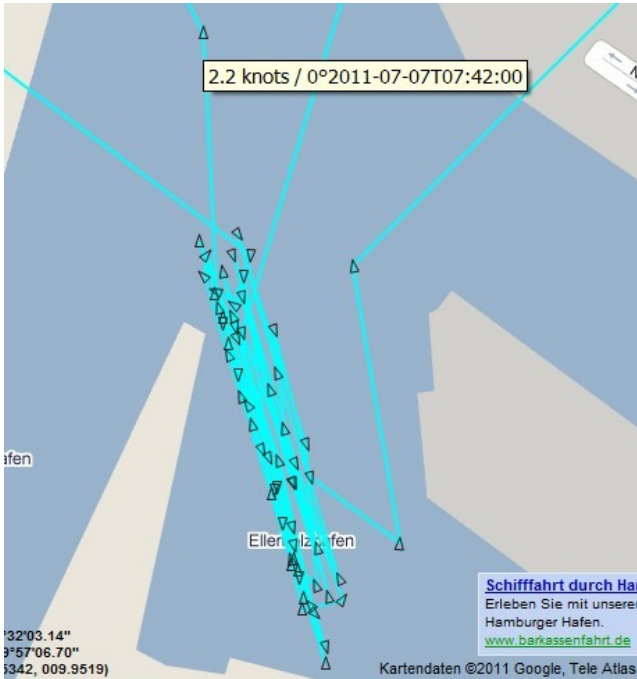 N
2.2 knots / 0°2011-07-07T07:42:00
afen
Schifffahrt durch Ha
Erleben Sie mit unserer
Hamburger Hafen.
www.barkassenfahrt.de
°32'03.14"
9°57'06.70"
5342, 009.9519)
Kartendaten ©2011 Google, Tele Atlas